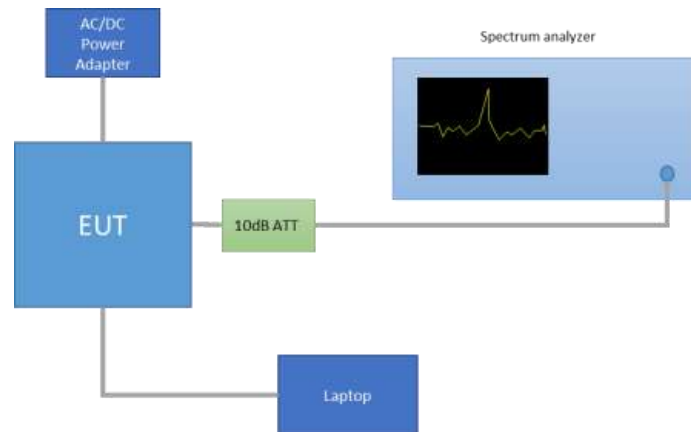 AC/DC
Power
Adapter
Spectrum analyzer
EUT
10dB ATT
Laptop